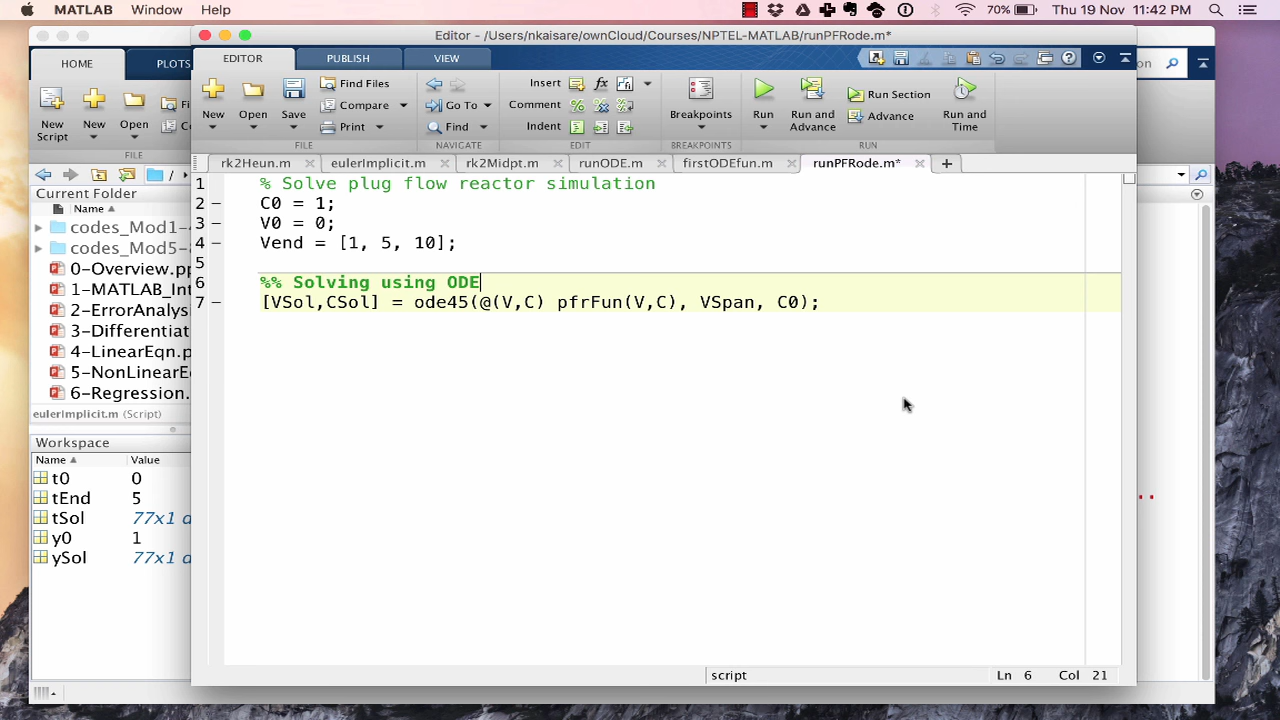 MATLAB Window Help 70% Thu 19 Nov 11:42 PM
Editor - /Users/nkaisare/ownCloud/Courses/NPTEL-MATLAB/runPFRode.m*
HOME PLOTS
EDITOR PUBLISH VIEW
New Script New Open
FILE
New Open Save
Find Files
Compare
Print
FILE
Go To
Find
NAVIGATE
Insert
Comment
Indent
EDIT
Breakpoints
BREAKPOINTS
Run
Run and Advance
Run Section
Advance
Run and Time
RUN
rk2Heun.m eulerImplicit.m rk2Midpt.m runODE.m firstODEfun.m runPFRode.m*
Current Folder
Name
codes_Mod1-4
codes_Mod5-8
0-Overview.pp
1-MATLAB_Int
2-ErrorAnalys
3-Differentiat
4-LinearEqn.p
5-NonLinearE
6-Regression.
eulerImplicit.m (Script)
Workspace
Name Value
t0 0
tEnd 5
tSol 77x1 d
y0 1
ySol 77x1 d
1 % Solve plug flow reactor simulation
2 C0 = 1;
3 V0 = 0;
4 Vend = [1, 5, 10];
5
6 %% Solving using ODE
7 [VSol,CSol] = ode45(@(V,C) pfrFun(V,C), VSpan, C0);
script Ln 6 Col 21